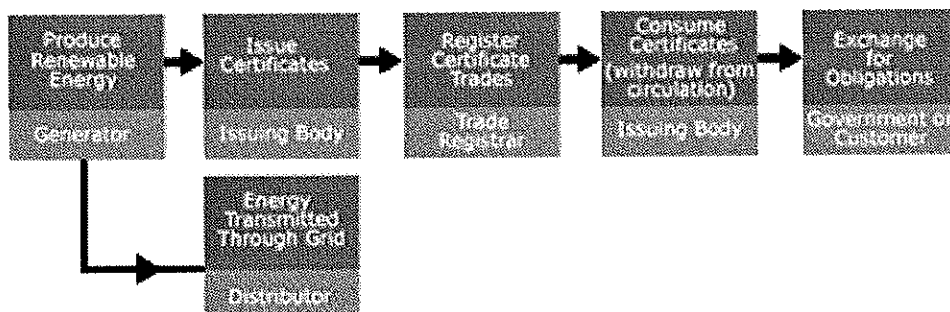 Produce
Renewable
Energy
Generator
Issue
Certificates
Issuing Body
Register
Certificate
Trades
Trade
Registrar
Consume
Certificates
(withdraw from
circulation)
Issuing Body
Exchange
for
Obligations
Government or
Customer
Energy
Transmitted
Through Grid
Distributor